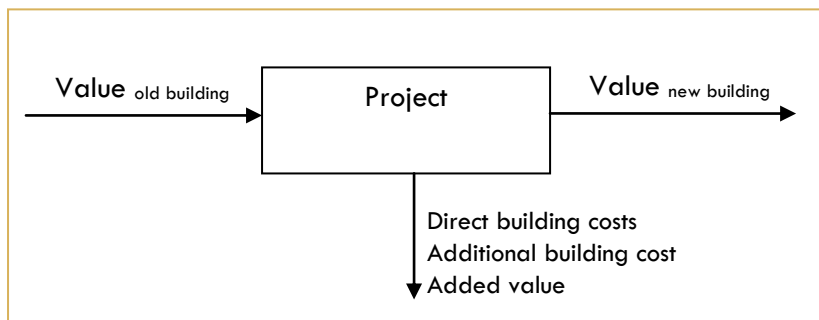 Value old building
Project
Value new building
Direct building costs
Additional building cost
Added value